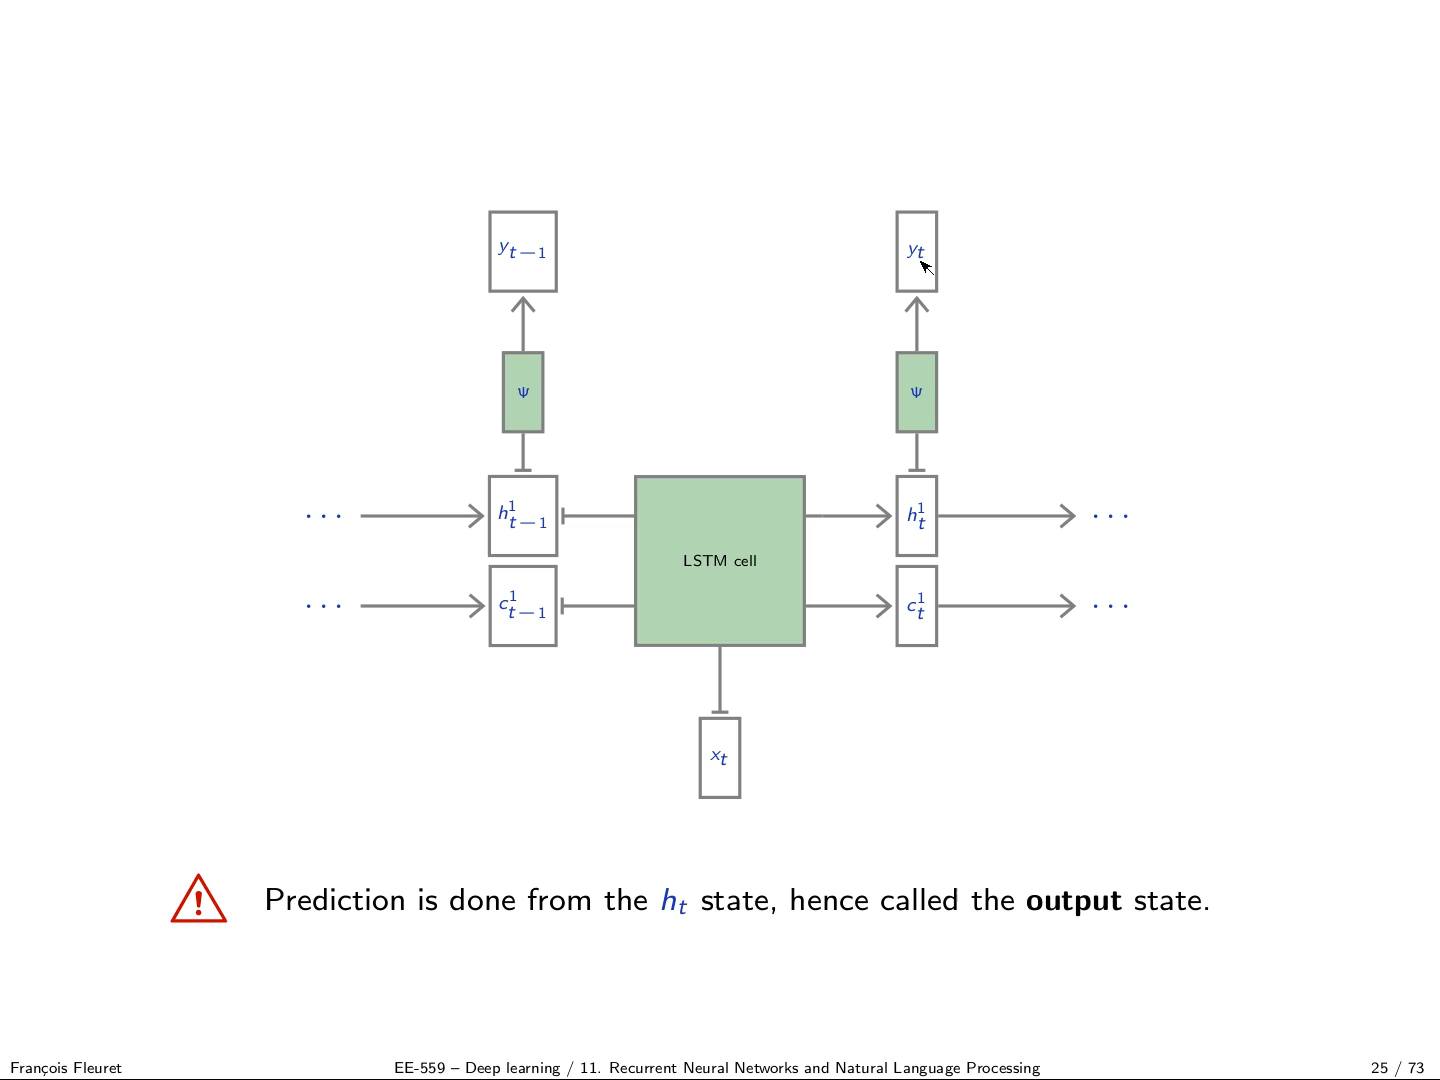 y_{t−1} y_t
Ψ Ψ
· · · h^1_{t−1} h^1_t · · ·
LSTM cell
· · · c^1_{t−1} c^1_t · · ·
x_t
Prediction is done from the h_t state, hence called the output state.
François Fleuret EE-559 – Deep learning / 11. Recurrent Neural Networks and Natural Language Processing 25 / 73